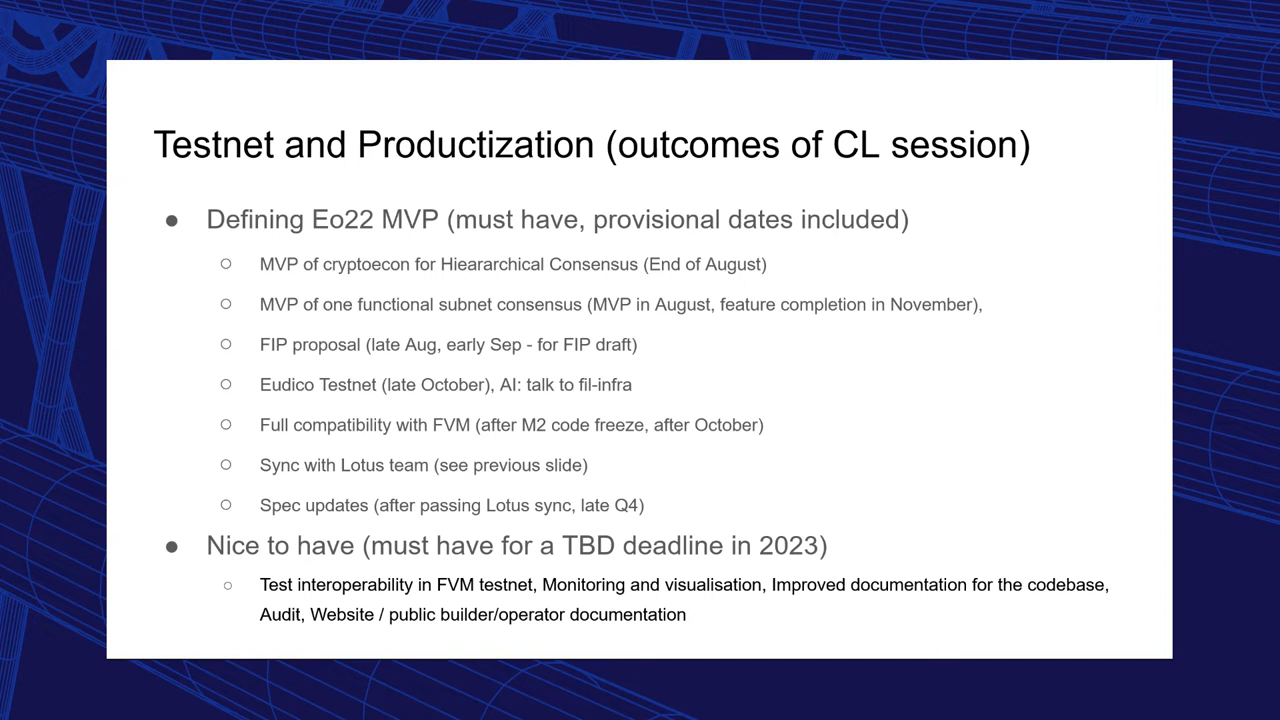 Testnet and Productization (outcomes of CL session)
● Defining Eo22 MVP (must have, provisional dates included)
○ MVP of cryptoecon for Hieararchical Consensus (End of August)
○ MVP of one functional subnet consensus (MVP in August, feature completion in November),
○ FIP proposal (late Aug, early Sep - for FIP draft)
○ Eudico Testnet (late October), AI: talk to fil-infra
○ Full compatibility with FVM (after M2 code freeze, after October)
○ Sync with Lotus team (see previous slide)
○ Spec updates (after passing Lotus sync, late Q4)
● Nice to have (must have for a TBD deadline in 2023)
○ Test interoperability in FVM testnet, Monitoring and visualisation, Improved documentation for the codebase,
Audit, Website / public builder/operator documentation